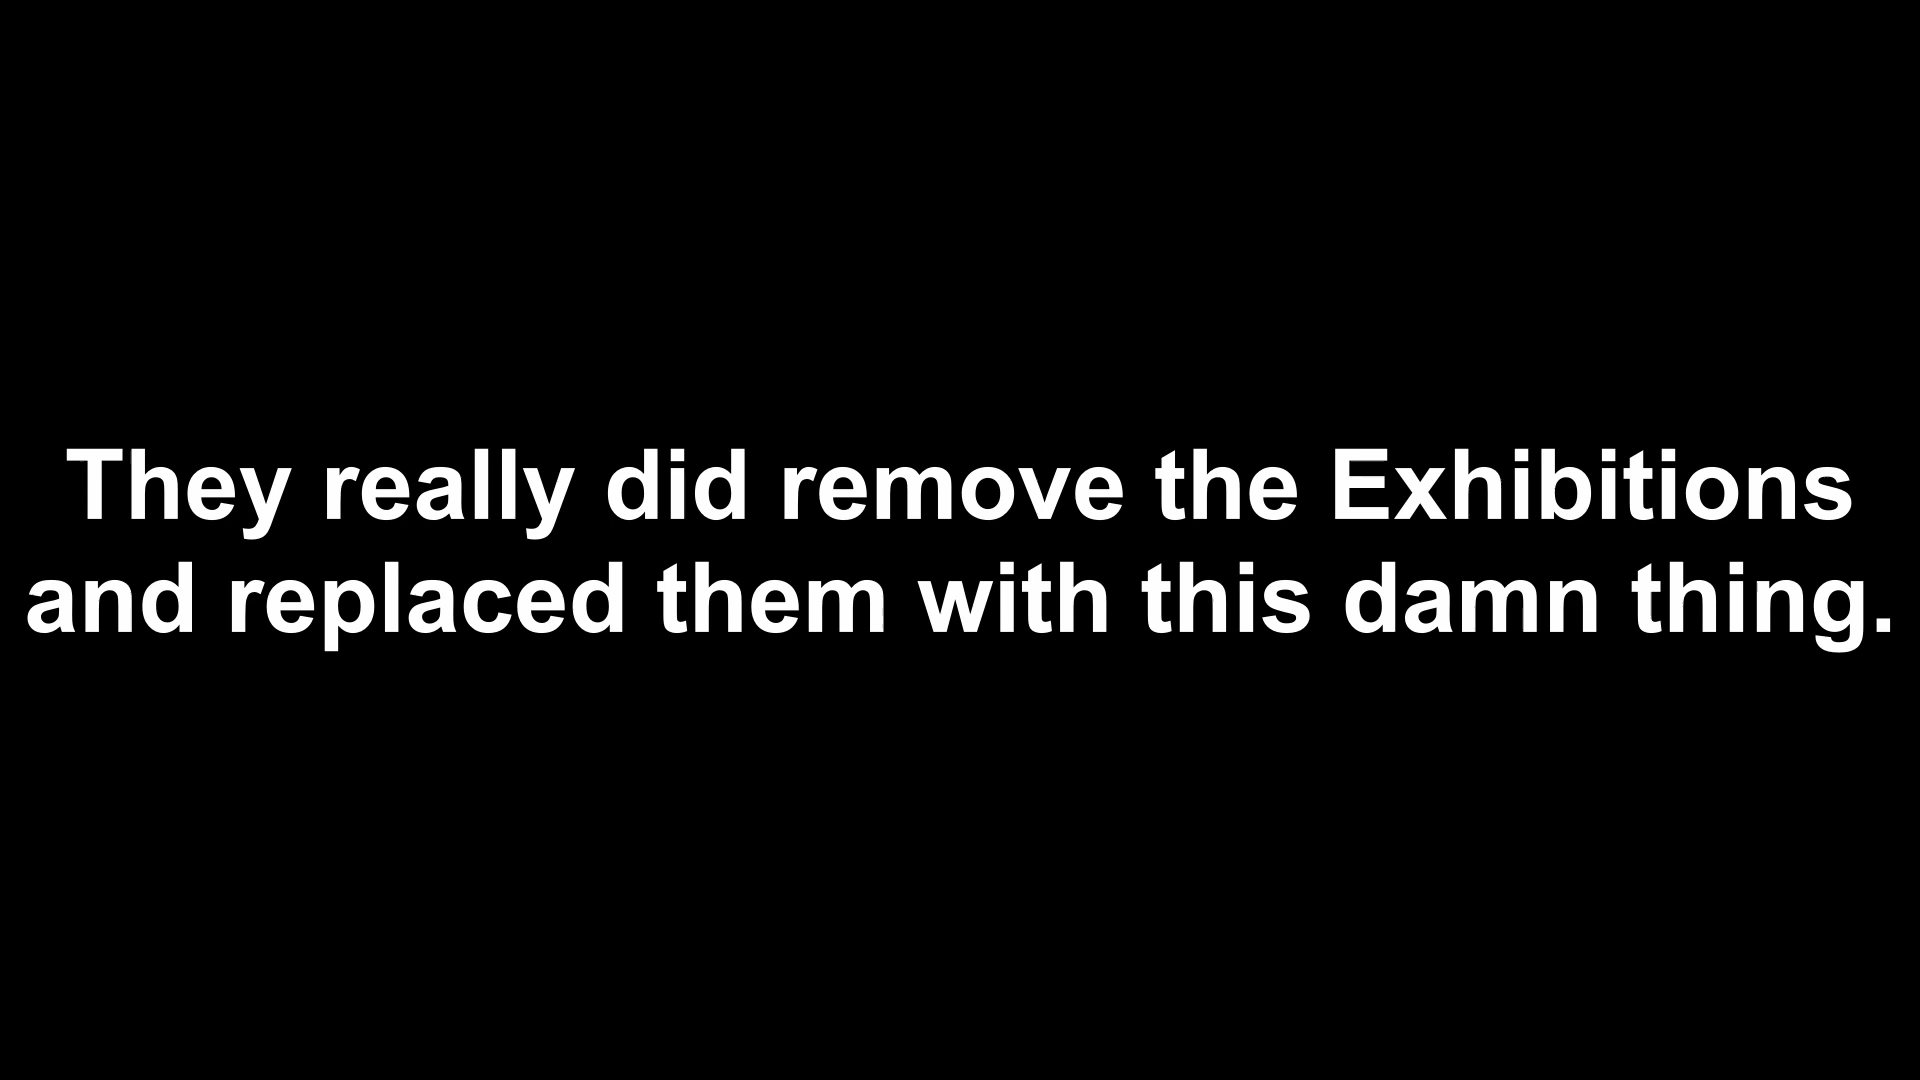 They really did remove the Exhibitions
and replaced them with this damn thing.